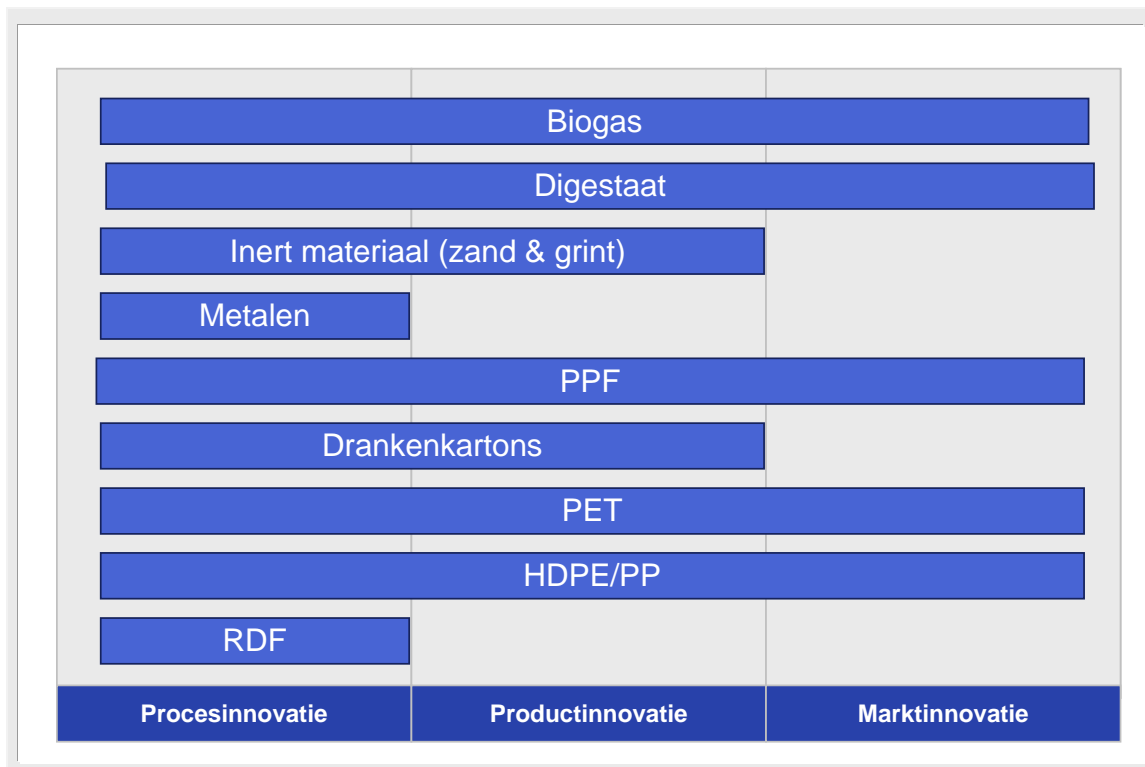 Biogas
Digestaat
Inert materiaal (zand & grint)
Metalen
PPF
Drankenkartons
PET
HDPE/PP
RDF
Procesinnovatie
Productinnovatie
Marktinnovatie